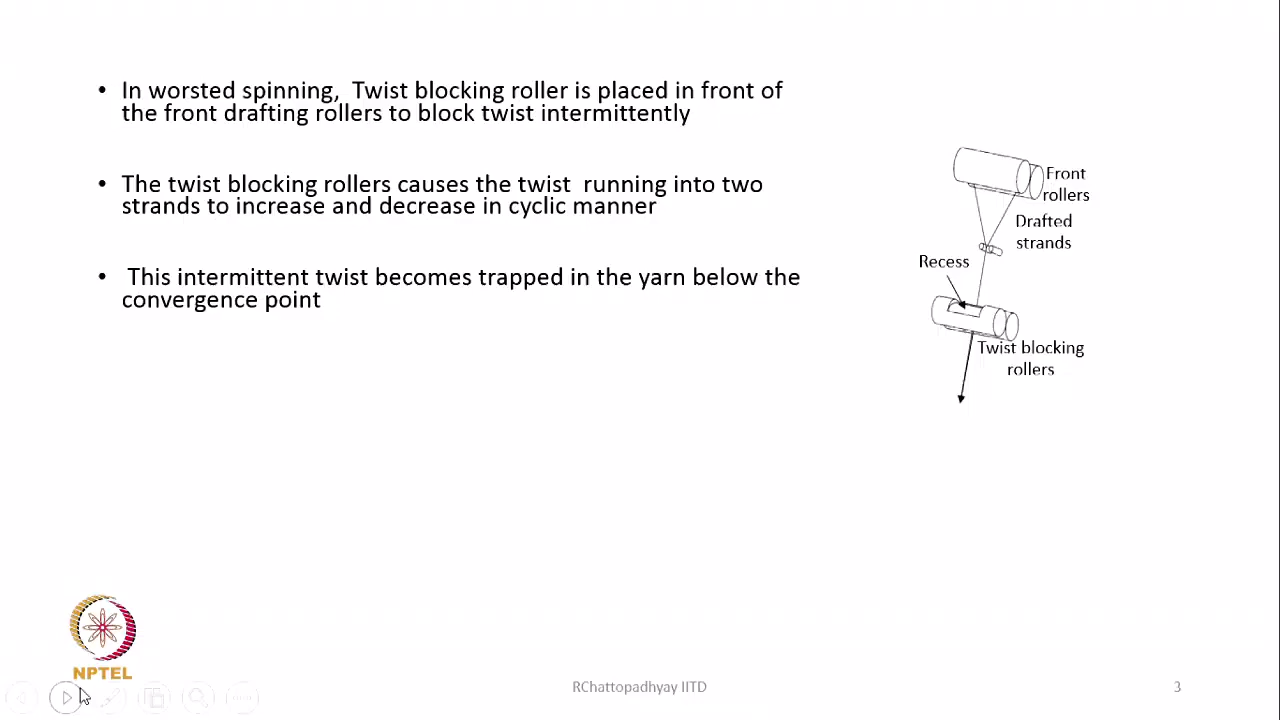 • In worsted spinning, Twist blocking roller is placed in front of
the front drafting rollers to block twist intermittently
• The twist blocking rollers causes the twist running into two
strands to increase and decrease in cyclic manner
• This intermittent twist becomes trapped in the yarn below the
convergence point
Front
rollers
Drafted
strands
Recess
Twist blocking
rollers
NPTEL
RChattopadhyay IITD
3